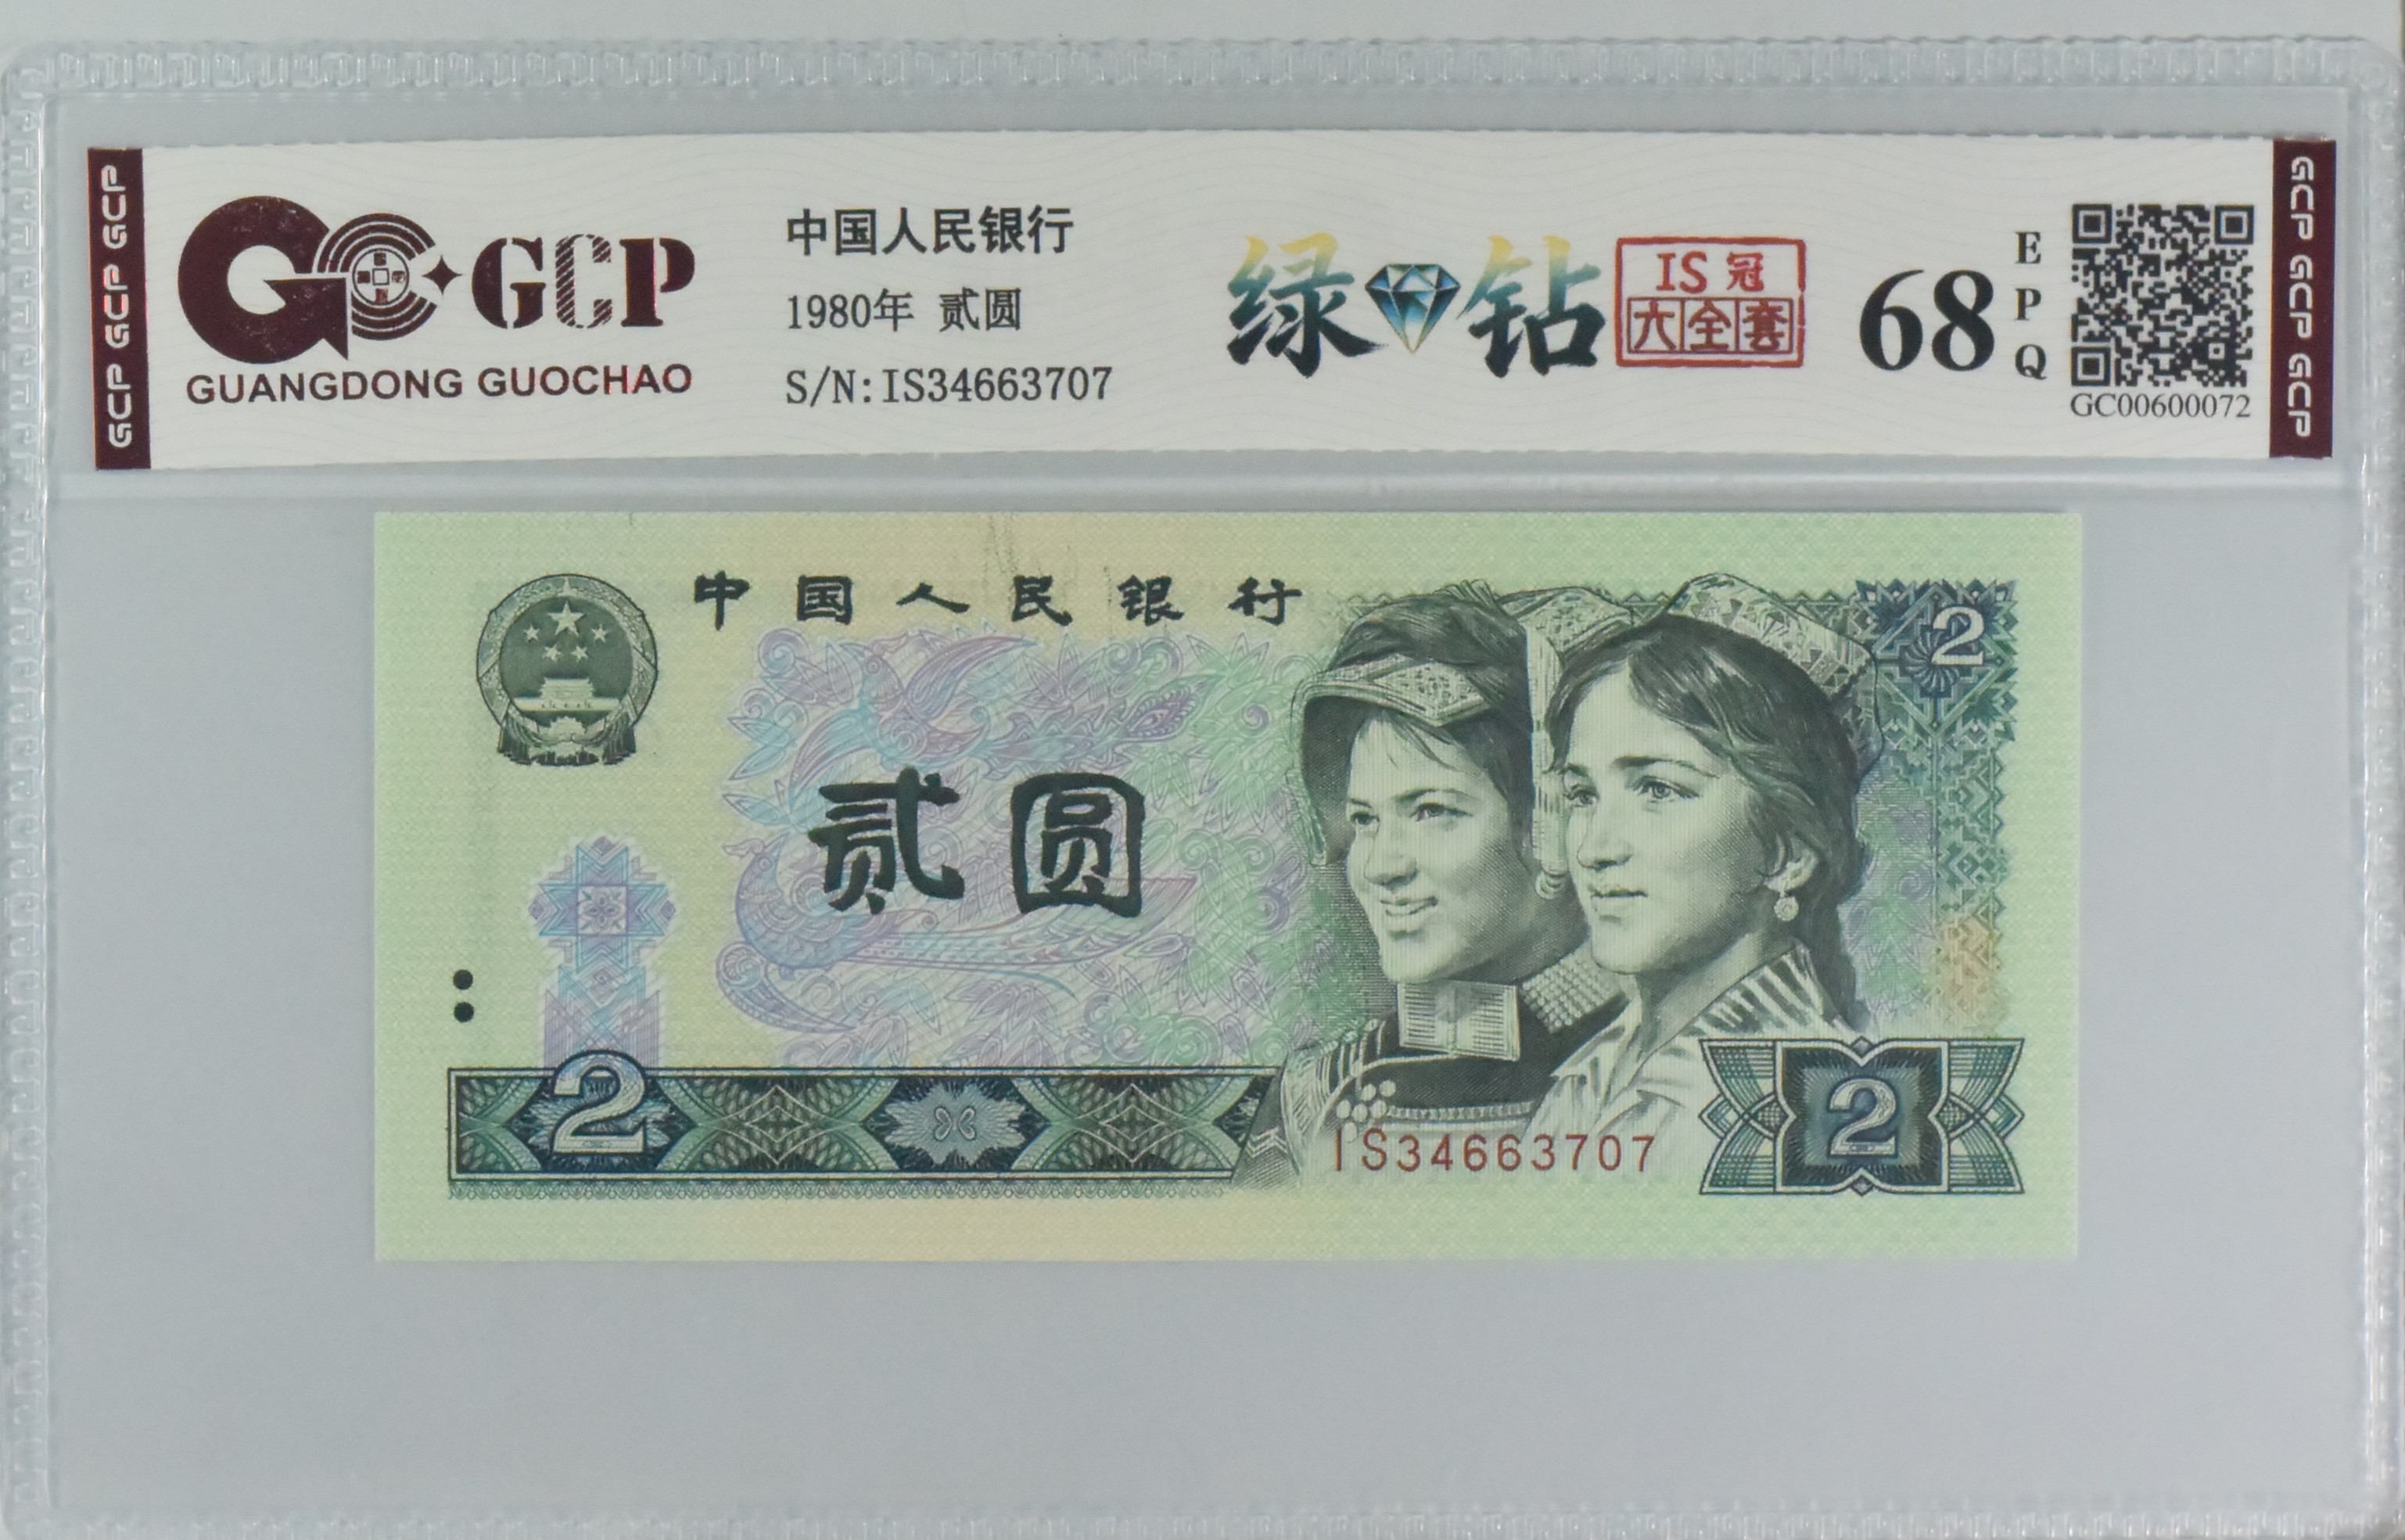 GCP GCP GCP
GCP
GUANGDONG GUOCHAO
中国人民银行
1980年 贰圆
S/N:IS34663707
绿钻
IS冠
大全套
68
EPQ
GC00600072
GCP GCP GCP
中国人民银行
2
贰圆
2
IS34663707
2